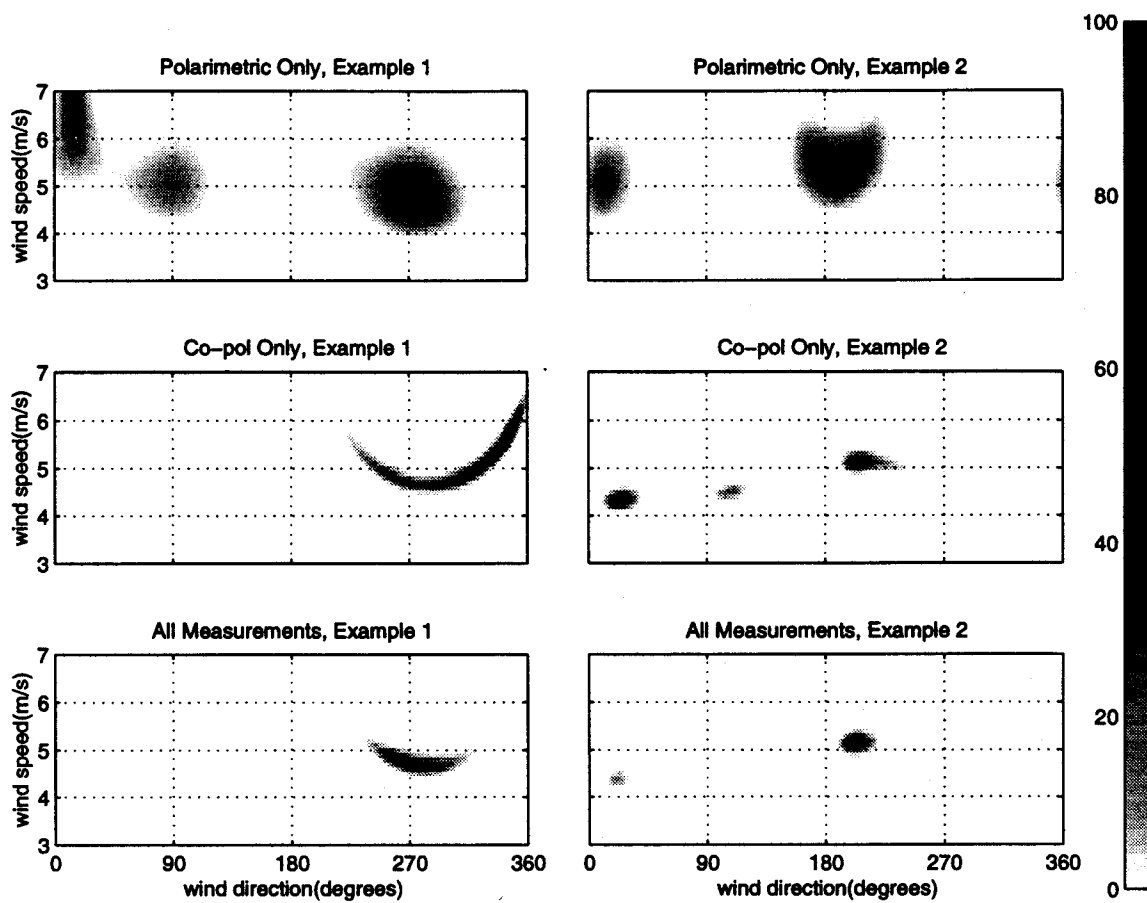 Polarimetric Only, Example 1
7
6
5
4
3
wind speed(m/s)
Polarimetric Only, Example 2
Co-pol Only, Example 1
7
6
5
4
3
wind speed(m/s)
Co-pol Only, Example 2
All Measurements, Example 1
7
6
5
4
3
wind speed(m/s)
0 90 180 270 360
wind direction(degrees)
All Measurements, Example 2
0 90 180 270 360
wind direction(degrees)
100
80
60
40
20
0